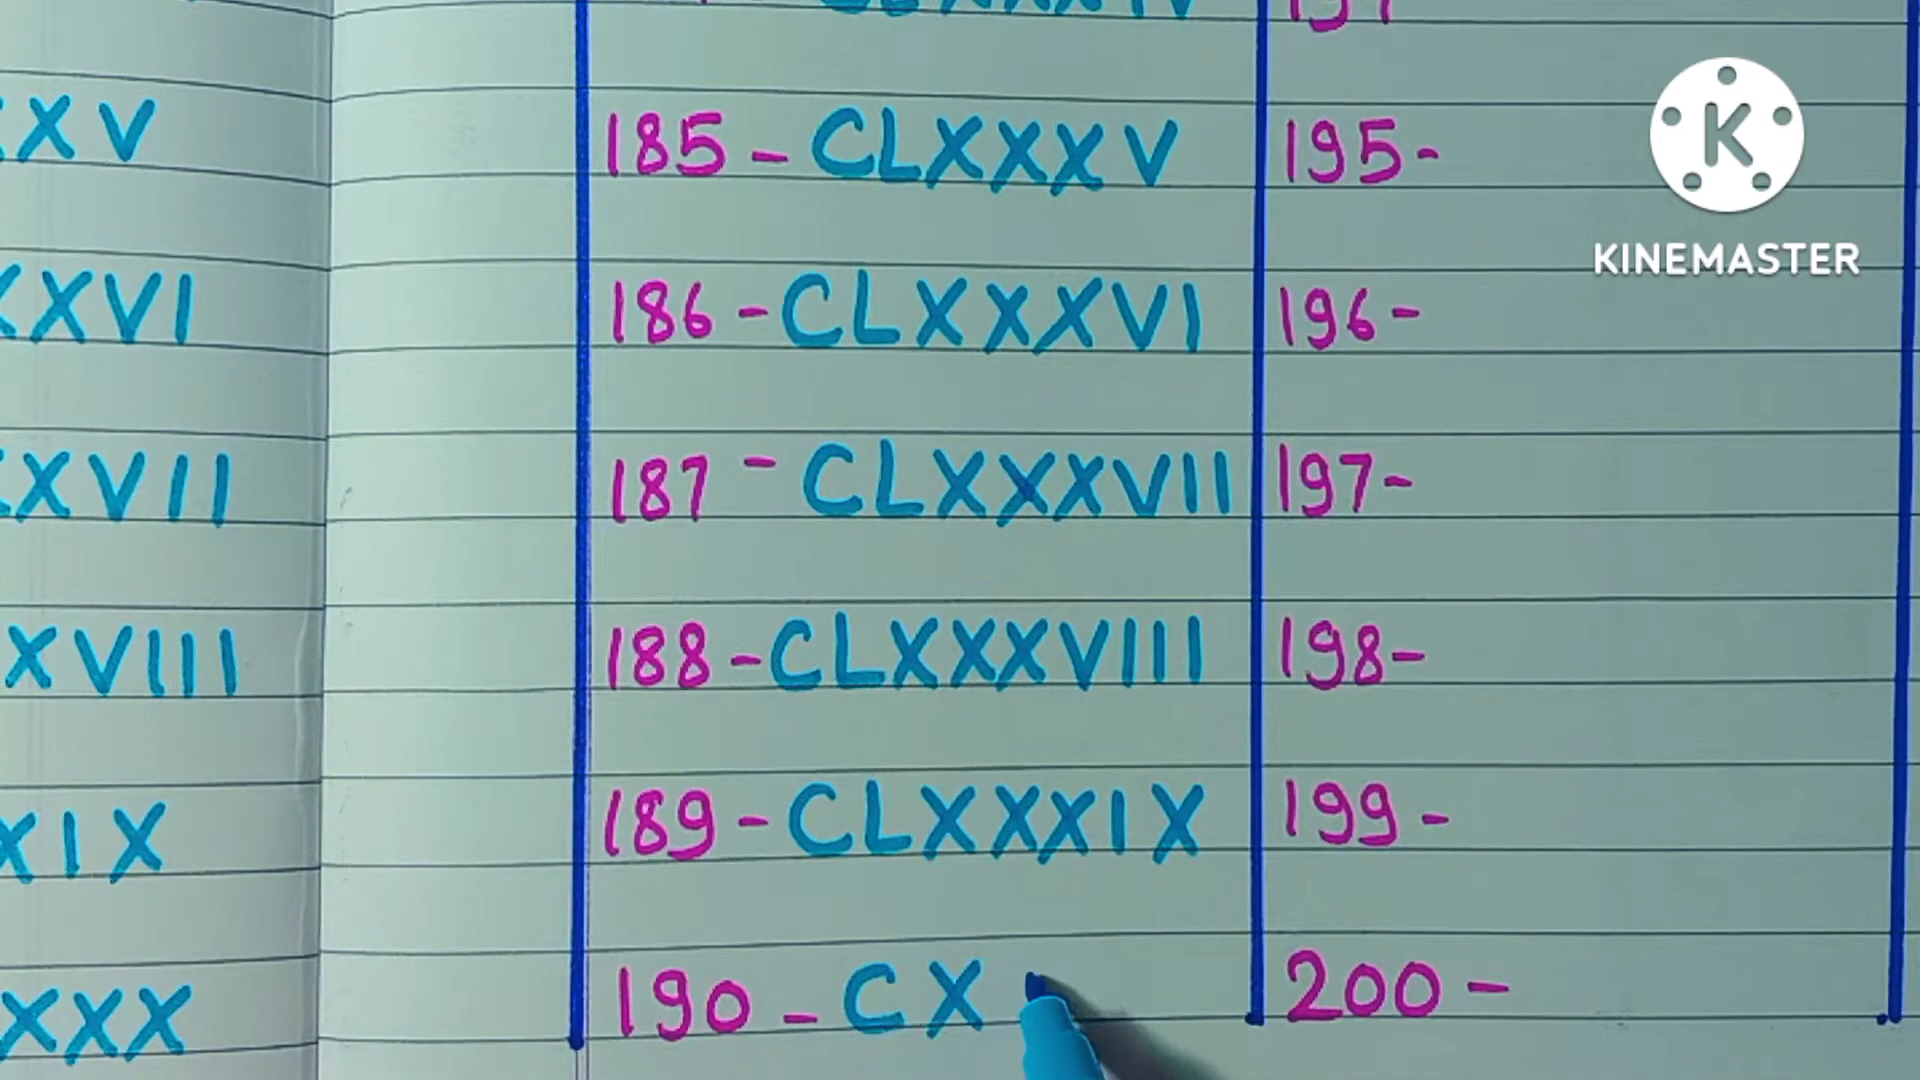 XV
XXVI
XXVII
XVIII
XIX
XXX
185 - CLXXXV
186 - CLXXXVI
187 - CLXXXVII
188 - CLXXXVIII
189 - CLXXXIX
190 - CX
195 -
196 -
197 -
198 -
199 -
200 -
KINEMASTER